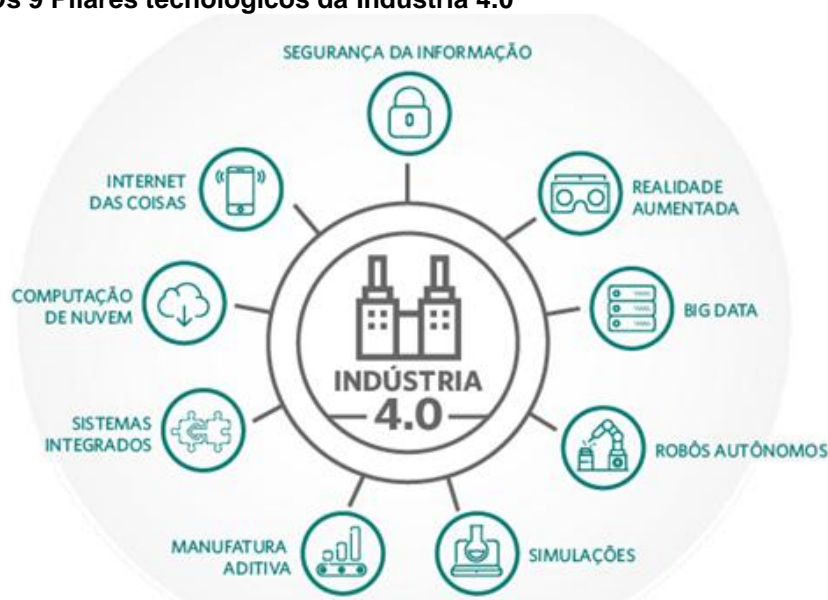 Os 9 Pilares tecnológicos da Indústria 4.0
SEGURANÇA DA INFORMAÇÃO
INTERNET
DAS COISAS
REALIDADE
AUMENTADA
COMPUTAÇÃO
DE NUVEM
BIG DATA
INDÚSTRIA
4.0
SISTEMAS
INTEGRADOS
ROBÔS AUTÔNOMOS
MANUFATURA
ADITIVA
SIMULAÇÕES